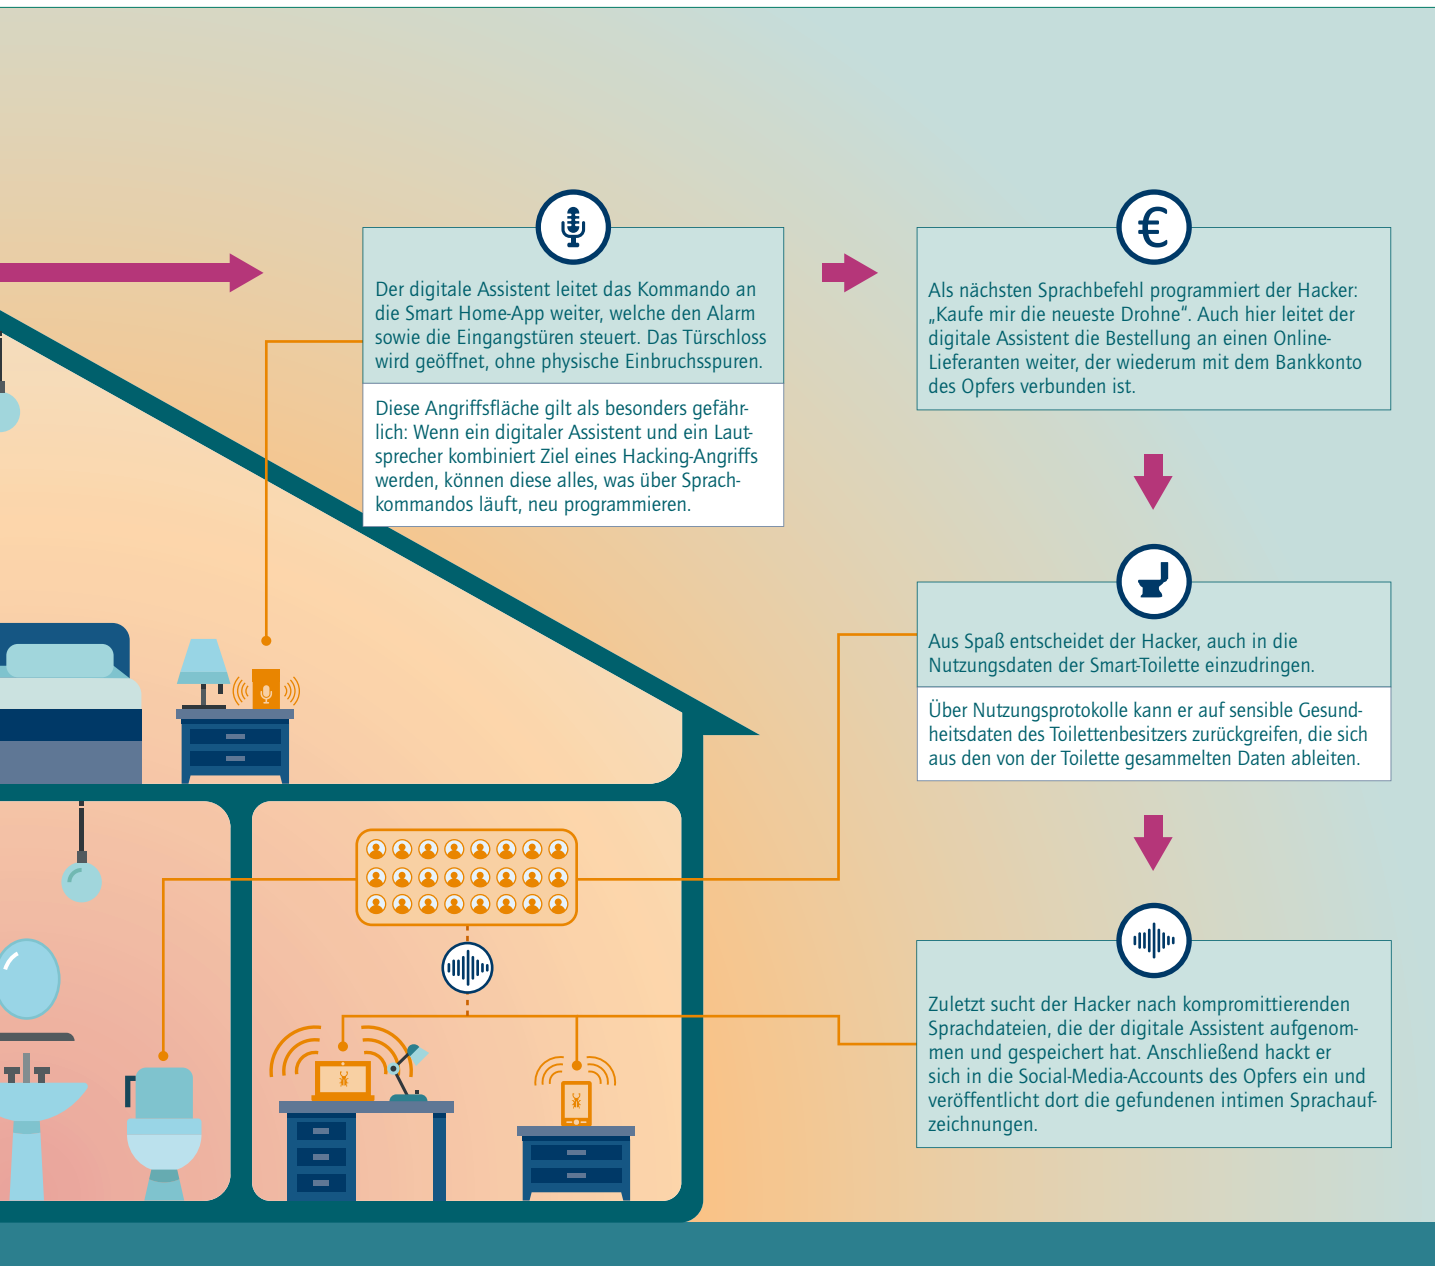 Der digitale Assistent leitet das Kommando an
die Smart Home-App weiter, welche den Alarm
sowie die Eingangstüren steuert. Das Türschloss
wird geöffnet, ohne physische Einbruchsspuren.
Diese Angriffsfläche gilt als besonders gefähr-
lich: Wenn ein digitaler Assistent und ein Laut-
sprecher kombiniert Ziel eines Hacking-Angriffs
werden, können diese alles, was über Sprach-
kommandos läuft, neu programmieren.
€
Als nächsten Sprachbefehl programmiert der Hacker:
„Kaufe mir die neueste Drohne“. Auch hier leitet der
digitale Assistent die Bestellung an einen Online-
Lieferanten weiter, der wiederum mit dem Bankkonto
des Opfers verbunden ist.
Aus Spaß entscheidet der Hacker, auch in die
Nutzungsdaten der Smart-Toilette einzudringen.
Über Nutzungsprotokolle kann er auf sensible Gesund-
heitsdaten des Toilettenbesitzers zurückgreifen, die sich
aus den von der Toilette gesammelten Daten ableiten.
Zuletzt sucht der Hacker nach kompromittierenden
Sprachdateien, die der digitale Assistent aufgenom-
men und gespeichert hat. Anschließend hackt er
sich in die Social-Media-Accounts des Opfers ein und
veröffentlicht dort die gefundenen intimen Sprachauf-
zeichnungen.